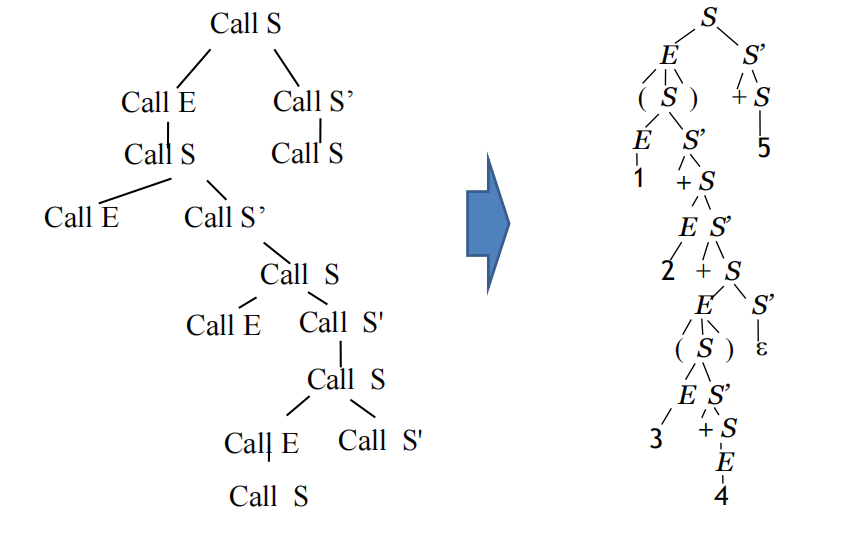 Call S
Call E Call S’
Call S Call S
Call E Call S’
Call S
Call E Call S'
Call S
Call E Call S'
Call S
S
E S’
( S ) + S
E S’ 5
1 + S
E S’
2 + S
E S’
( S ) ε
E S’
3 + S
E
4